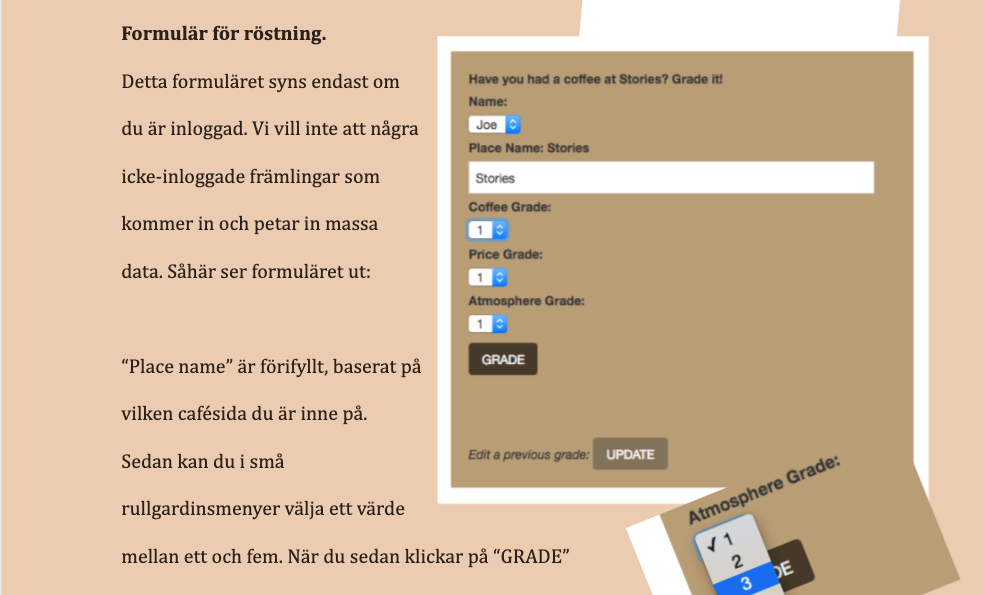 Formulär för röstning.
Detta formuläret syns endast om
du är inloggad. Vi vill inte att några
icke-inloggade främlingar som
kommer in och petar in massa
data. Såhär ser formuläret ut:
“Place name” är förifyllt, baserat på
vilken cafésida du är inne på.
Sedan kan du i små
rullgardinsmenyer välja ett värde
mellan ett och fem. När du sedan klickar på “GRADE”
Have you had a coffee at Stories? Grade it!
Name:
Joe
Place Name: Stories
Stories
Coffee Grade:
1
Price Grade:
1
Atmosphere Grade:
1
GRADE
Edit a previous grade: UPDATE
Atmosphere Grade:
✓ 1
2
3